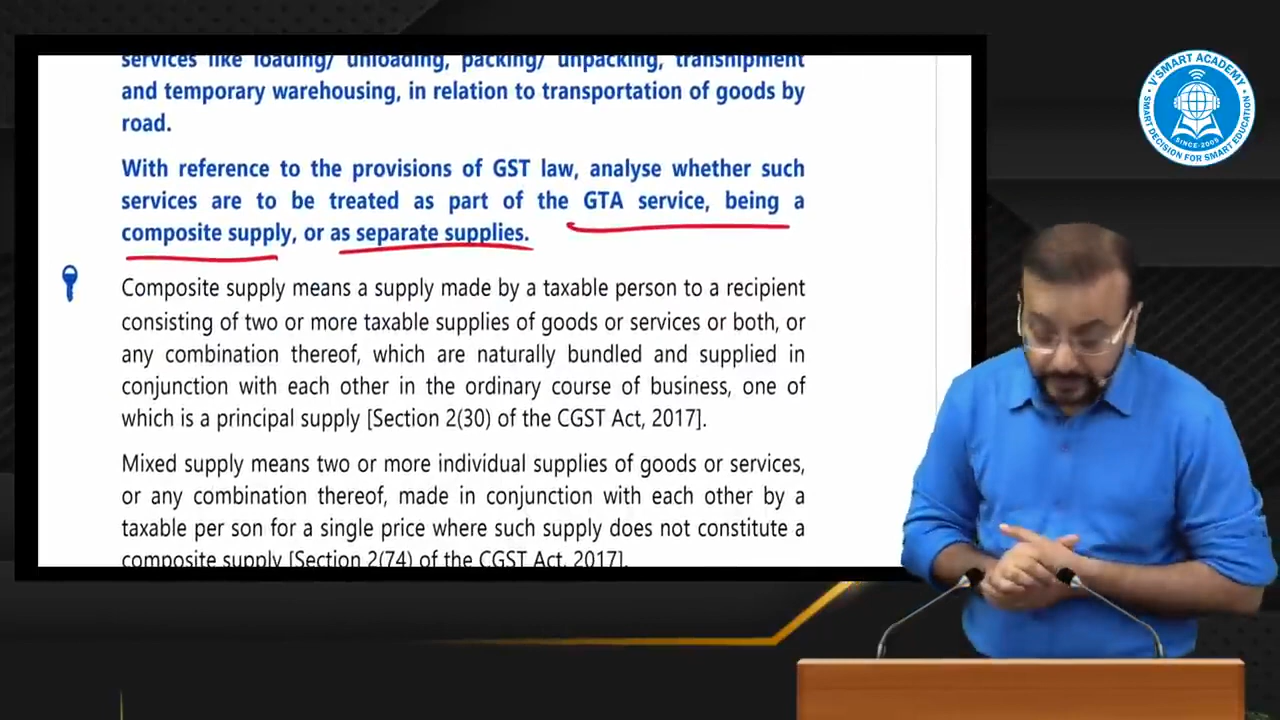 services like loading/ unloading, packing/ unpacking, transhipment
and temporary warehousing, in relation to transportation of goods by
road.
With reference to the provisions of GST law, analyse whether such
services are to be treated as part of the GTA service, being a
composite supply, or as separate supplies.
Composite supply means a supply made by a taxable person to a recipient
consisting of two or more taxable supplies of goods or services or both, or
any combination thereof, which are naturally bundled and supplied in
conjunction with each other in the ordinary course of business, one of
which is a principal supply [Section 2(30) of the CGST Act, 2017].
Mixed supply means two or more individual supplies of goods or services,
or any combination thereof, made in conjunction with each other by a
taxable per son for a single price where such supply does not constitute a
composite supply [Section 2(74) of the CGST Act, 2017].
V'SMART ACADEMY
SMART DECISION FOR SMART EDUCATION
SINCE-2009